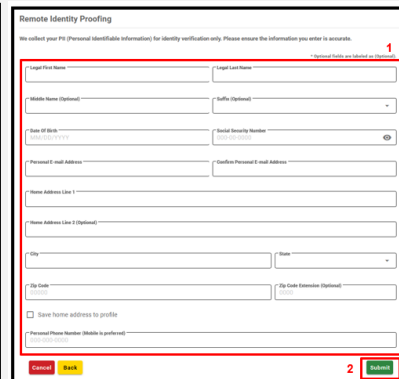 Remote Identity Proofing
We collect your PII (Personal Identifiable Information) for identity verification only. Please ensure the information you enter is accurate.
1
* Optional fields are labeled as (Optional).
Legal First Name
Legal Last Name
Middle Name (Optional)
Suffix (Optional)
Date Of Birth
MM/DD/YYYY
Social Security Number
000-00-0000
Personal E-mail Address
Confirm Personal E-mail Address
Home Address Line 1
Home Address Line 2 (Optional)
City
State
Zip Code
00000
Zip Code Extension (Optional)
0000
Save home address to profile
Personal Phone Number (Mobile is preferred)
000-000-0000
Cancel
Back
2
Submit